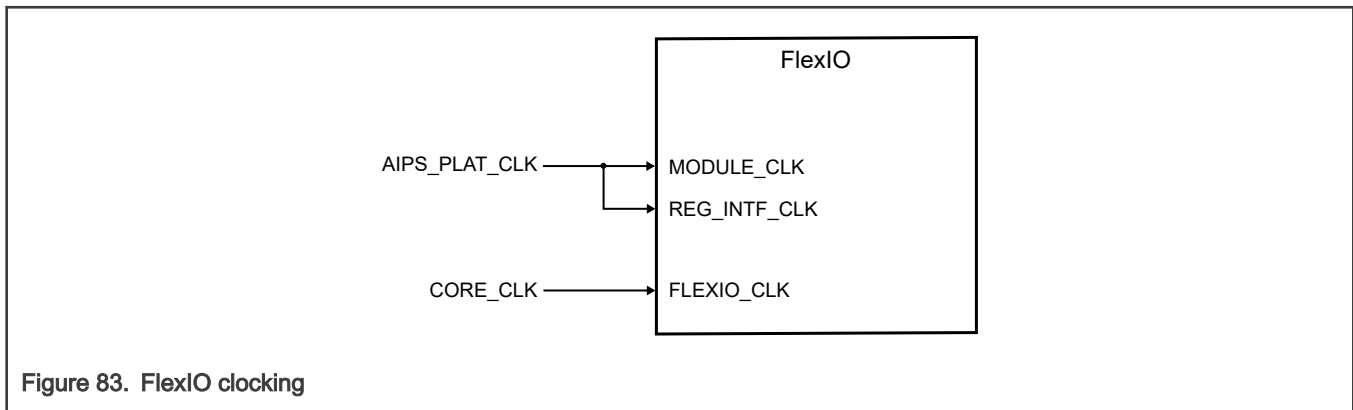 FlexIO
AIPS_PLAT_CLK
MODULE_CLK
REG_INTF_CLK
CORE_CLK
FLEXIO_CLK
Figure 83. FlexIO clocking